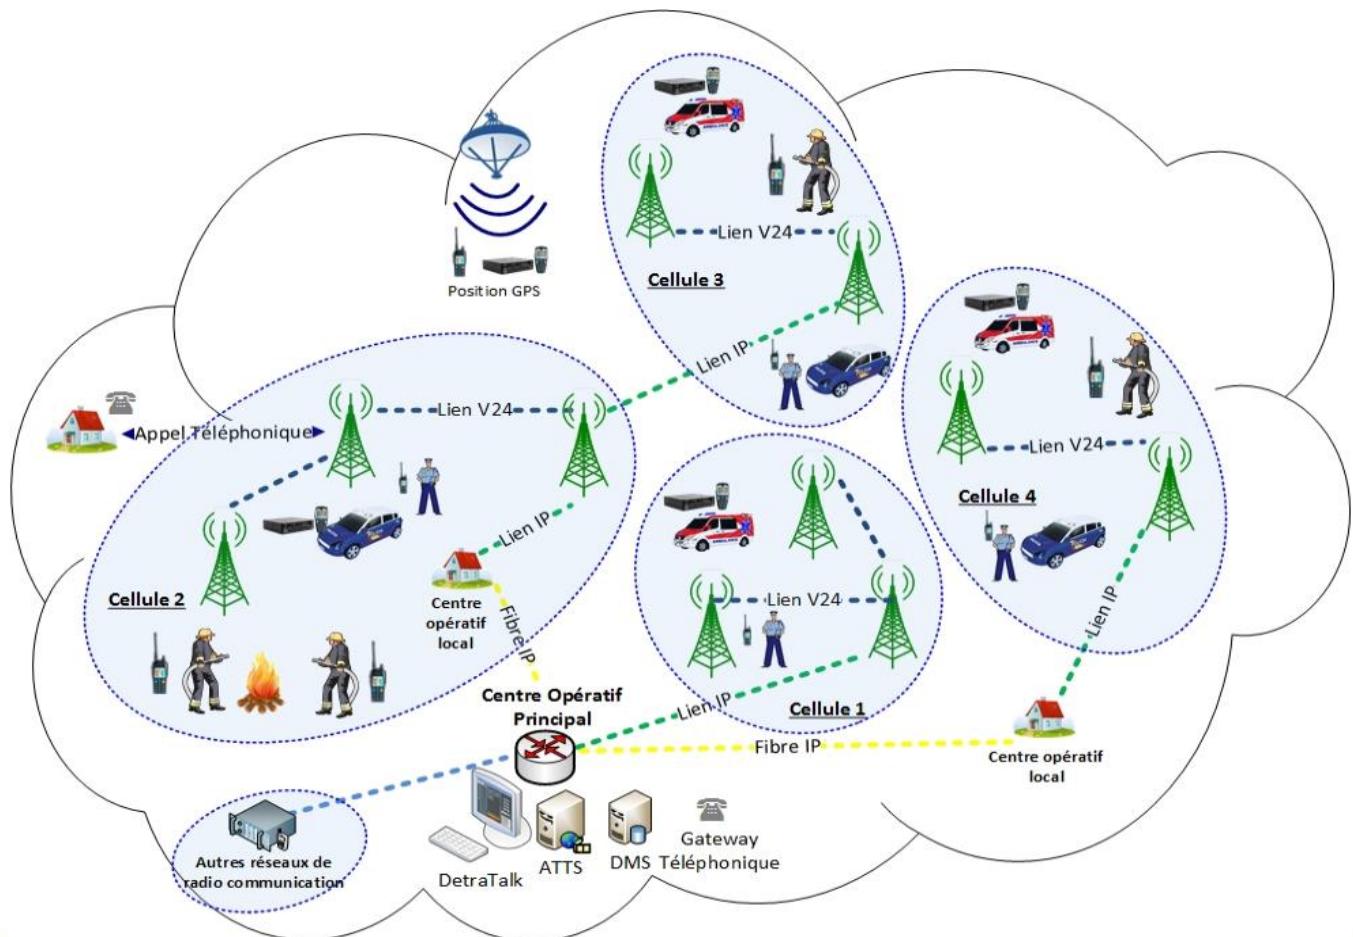 Lien V24
Cellule 3
Position GPS
Lien IP
Lien V24
Appel Téléphonique
Lien V24
Cellule 4
Lien IP
Cellule 2
Centre
opératif
local
Fibre IP
Lien V24
Lien IP
Centre Opératif
Principal
Lien IP
Cellule 1
Fibre IP
Centre opératif
local
Autres réseaux de
radio communication
DetraTalk
ATTS
DMS
Gateway
Téléphonique